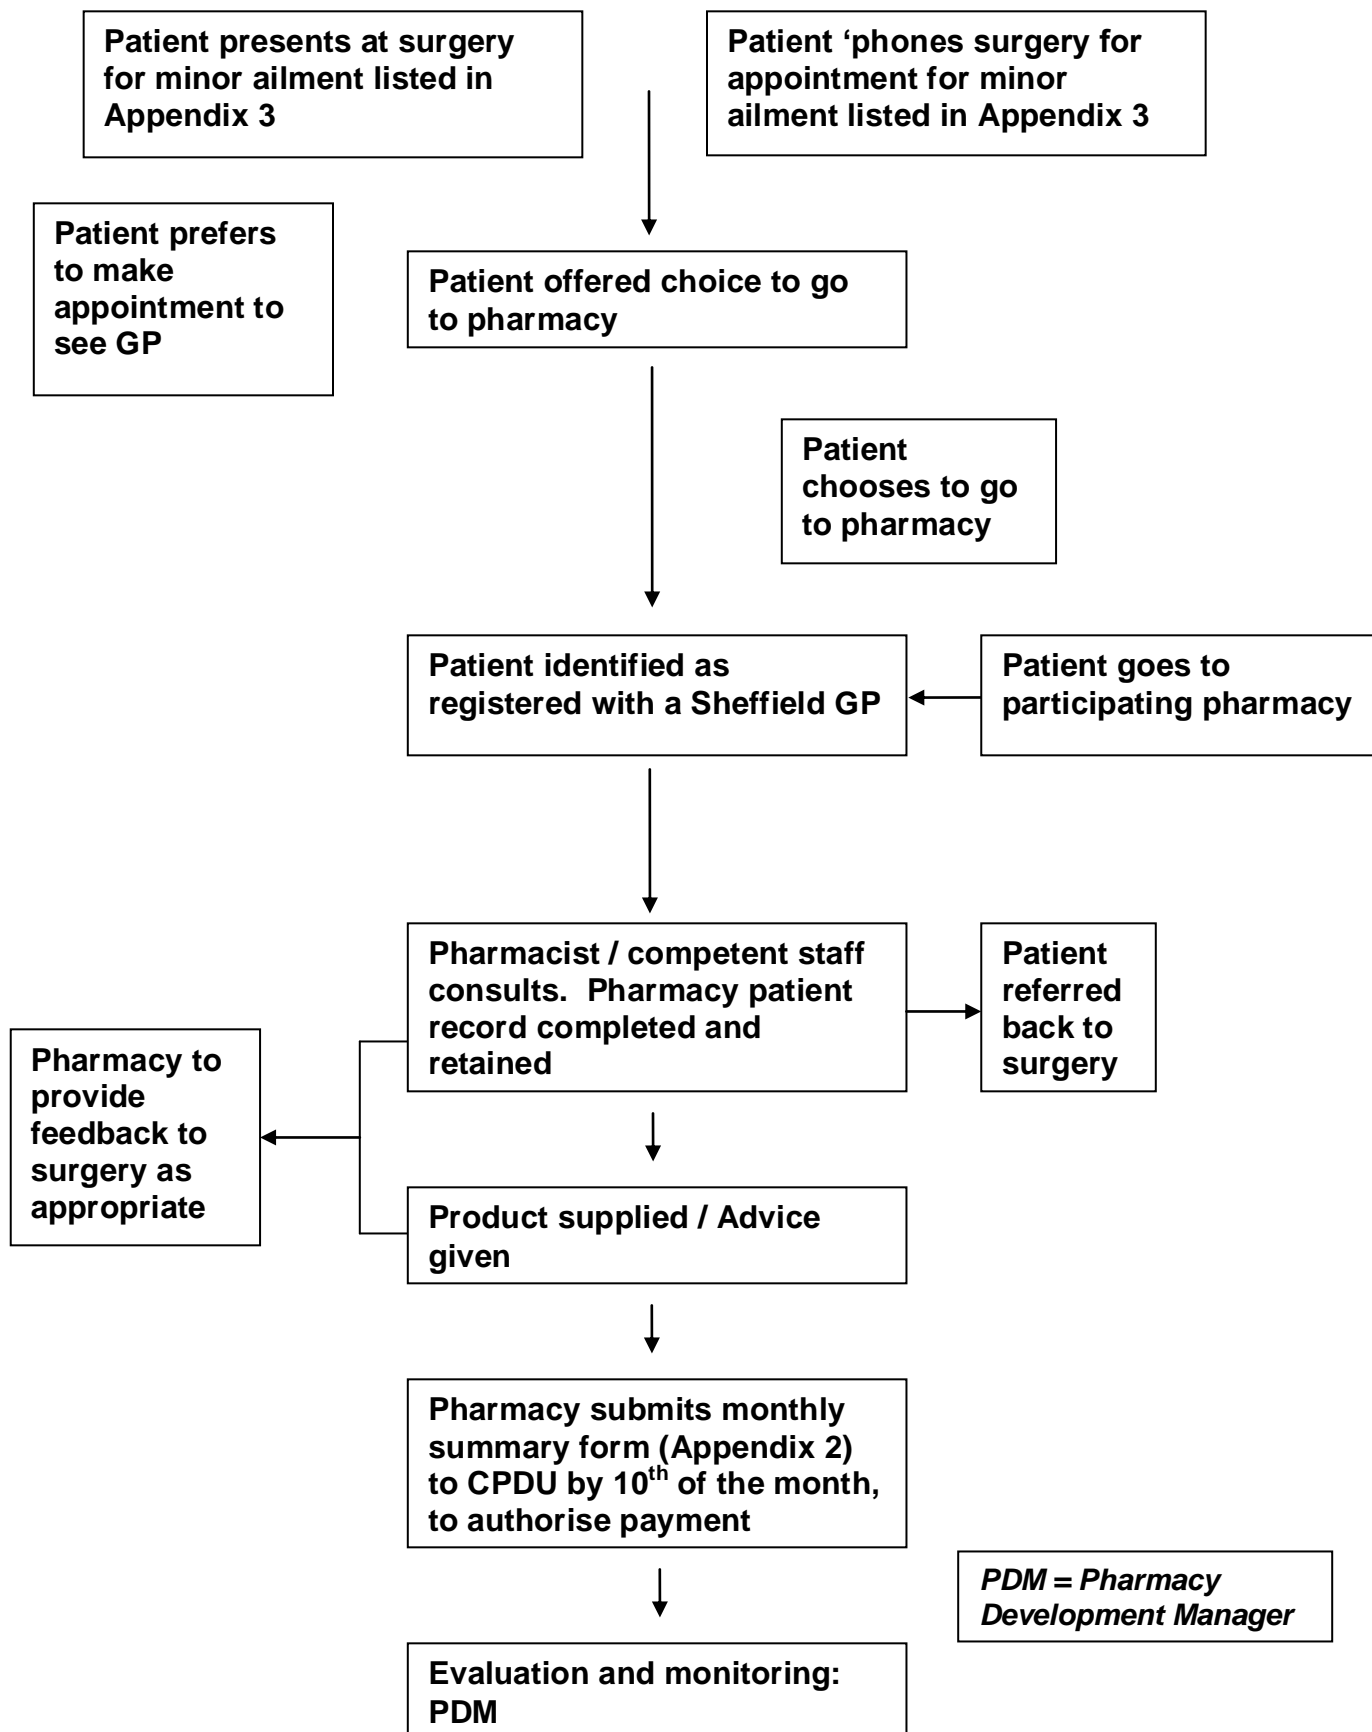 Patient presents at surgery
for minor ailment listed in
Appendix 3
Patient ‘phones surgery for
appointment for minor
ailment listed in Appendix 3
Patient prefers
to make
appointment to
see GP
Patient offered choice to go
to pharmacy
Patient
chooses to go
to pharmacy
Patient identified as
registered with a Sheffield GP
Patient goes to
participating pharmacy
Pharmacist / competent staff
consults.  Pharmacy patient
record completed and
retained
Patient
referred
back to
surgery
Pharmacy to
provide
feedback to
surgery as
appropriate
Product supplied / Advice
given
Pharmacy submits monthly
summary form (Appendix 2)
to CPDU by 10th of the month,
to authorise payment
PDM = Pharmacy
Development Manager
Evaluation and monitoring:
PDM